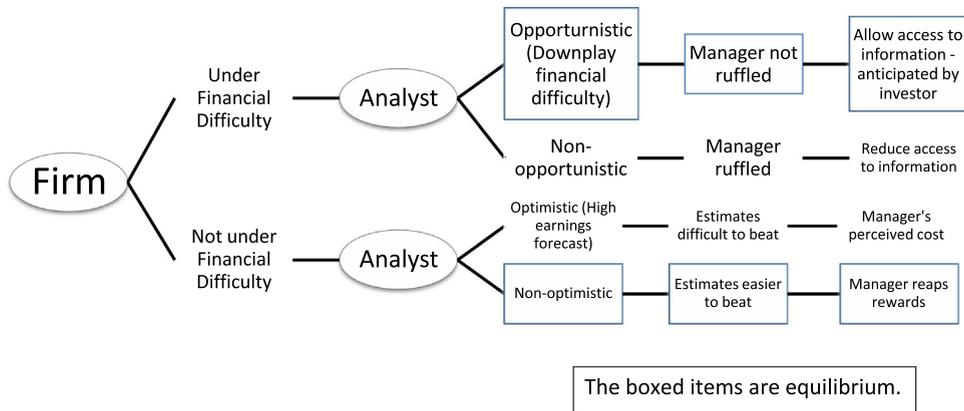 Firm
Under
Financial
Difficulty
Analyst
Opporturnistic
(Downplay
financial
difficulty)
Manager not
ruffled
Allow access to
information -
anticipated by
investor
Non-
opportunistic
Manager
ruffled
Reduce access
to information
Not under
Financial
Difficulty
Analyst
Optimistic (High
earnings
forecast)
Estimates
difficult to beat
Manager's
perceived cost
Non-optimistic
Estimates easier
to beat
Manager reaps
rewards
The boxed items are equilibrium.